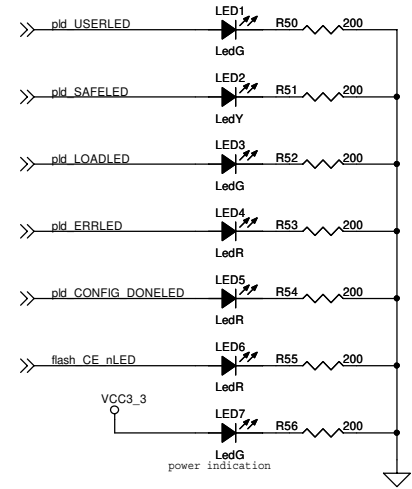 LED1
pld_USERLED R50 200
LedG
LED2
pld_SAFELED R51 200
LedY
LED3
pld_LOADLED R52 200
LedG
LED4
pld_ERRLED R53 200
LedR
LED5
pld_CONFIG_DONELED R54 200
LedR
LED6
flash_CE_nLED R55 200
LedR
VCC3_3
LED7
R56 200
LedG
power indication